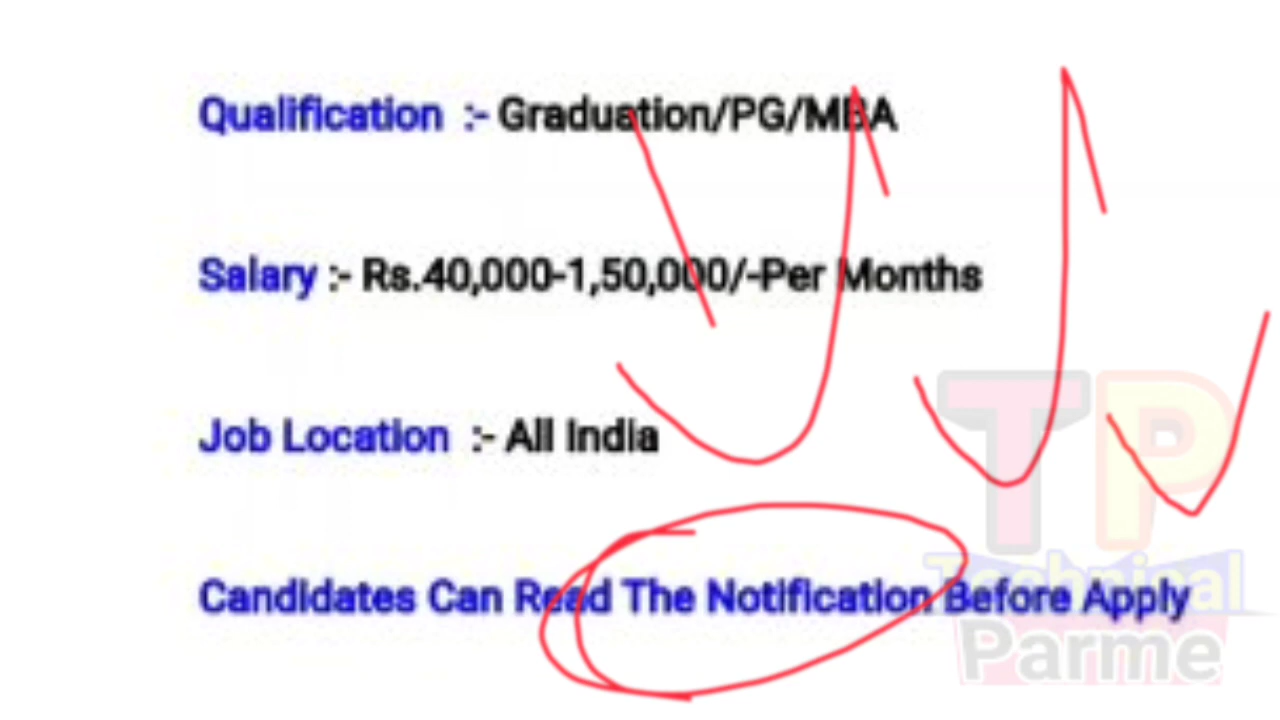 Qualification :- Graduation/PG/MBA
Salary :- Rs.40,000-1,50,000/-Per Months
Job Location :- All India
Candidates Can Read The Notification Before Apply
TP
Technical
Parme